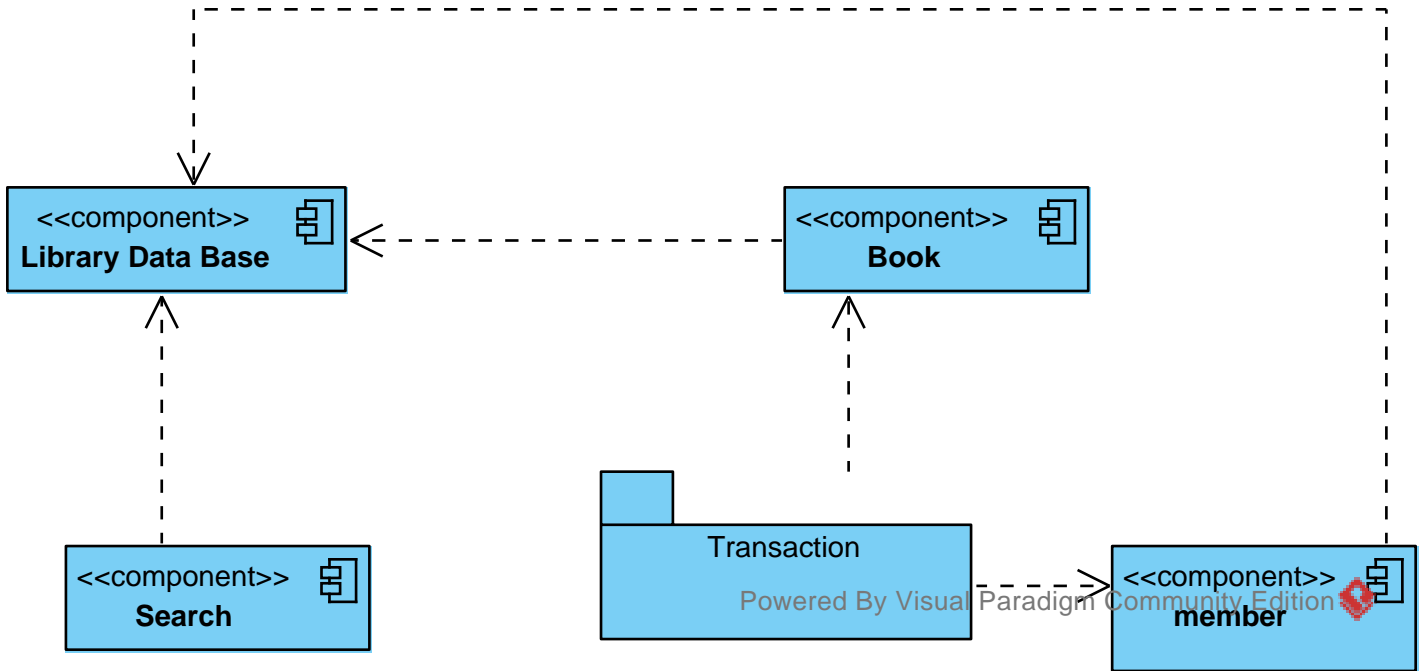 <<component>>
Library Data Base
<<component>>
Book
<<component>>
Search
Transaction
<<component>>
member
Powered By Visual Paradigm Community Edition